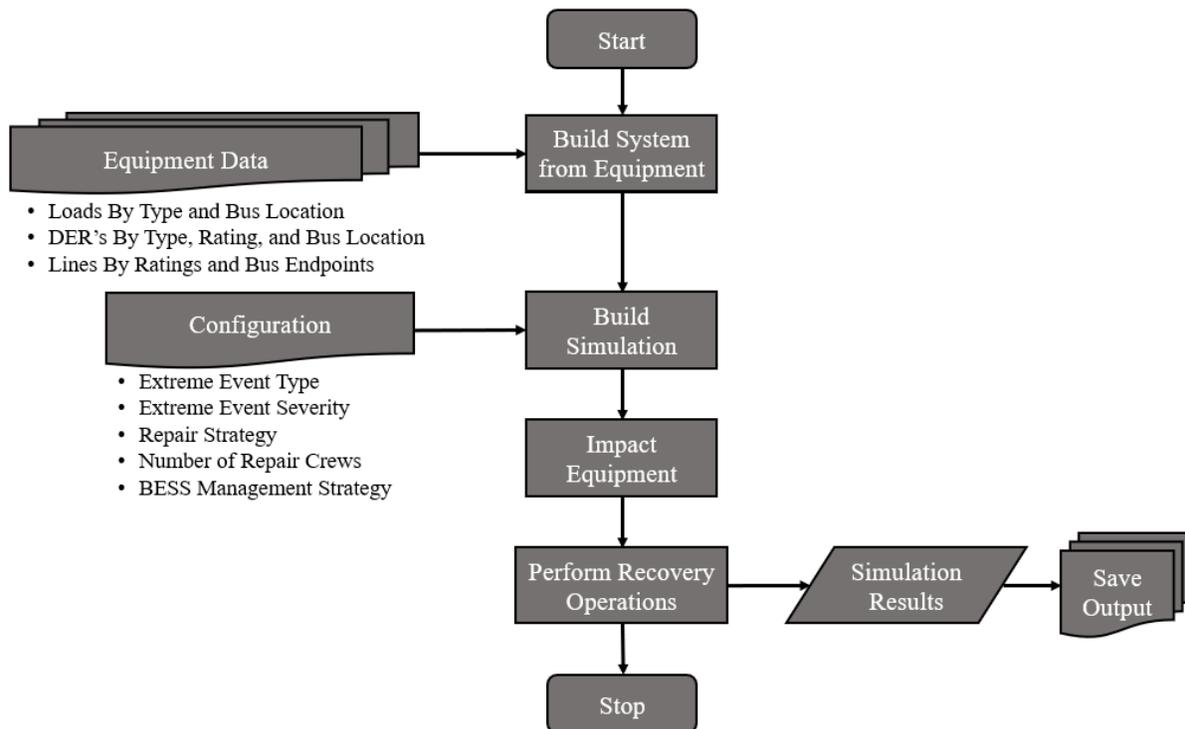 Start
Build System
from Equipment
Equipment Data
• Loads By Type and Bus Location
• DER's By Type, Rating, and Bus Location
• Lines By Ratings and Bus Endpoints
Configuration
Build
Simulation
• Extreme Event Type
• Extreme Event Severity
• Repair Strategy
• Number of Repair Crews
• BESS Management Strategy
Impact
Equipment
Perform Recovery
Operations
Simulation
Results
Save
Output
Stop